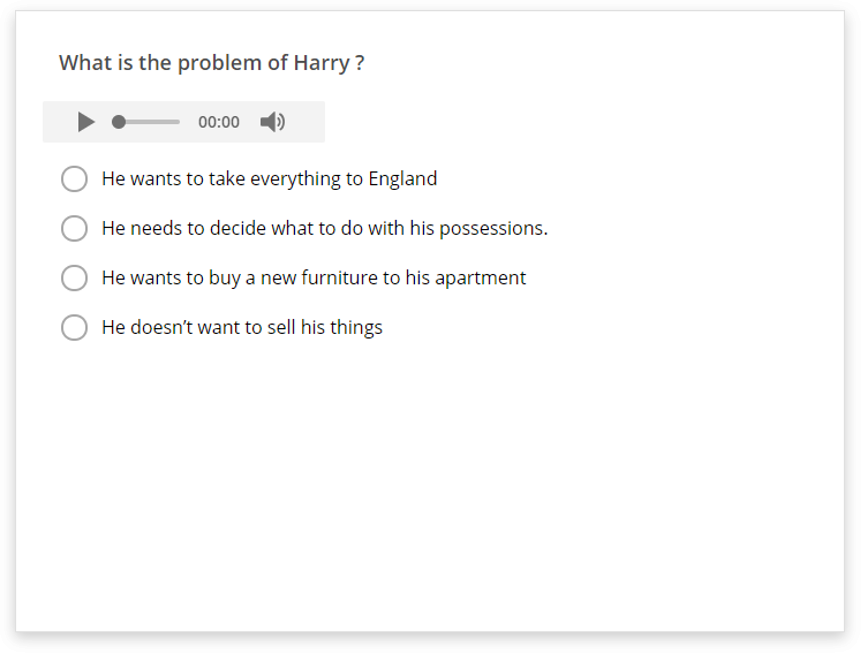 What is the problem of Harry ?
00:00
He wants to take everything to England
He needs to decide what to do with his possessions.
He wants to buy a new furniture to his apartment
He doesn’t want to sell his things